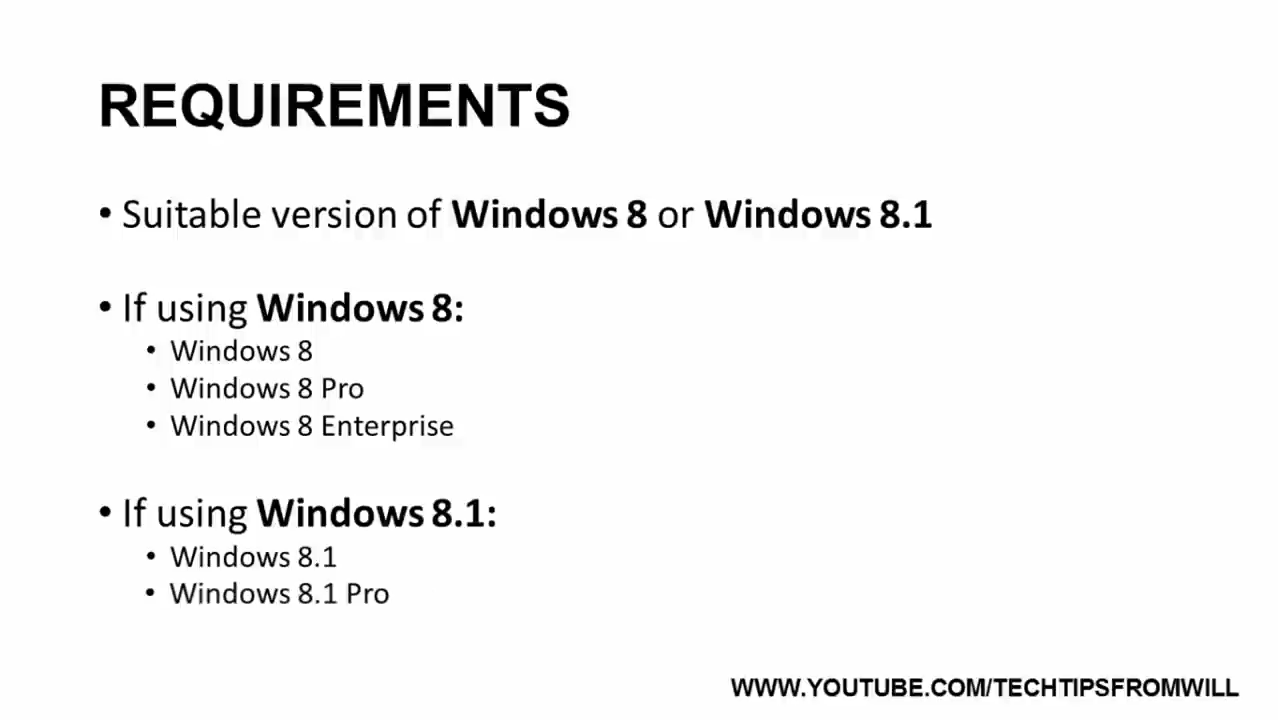 REQUIREMENTS
• Suitable version of Windows 8 or Windows 8.1
• If using Windows 8:
• Windows 8
• Windows 8 Pro
• Windows 8 Enterprise
• If using Windows 8.1:
• Windows 8.1
• Windows 8.1 Pro
WWW.YOUTUBE.COM/TECHTIPSFROMWILL